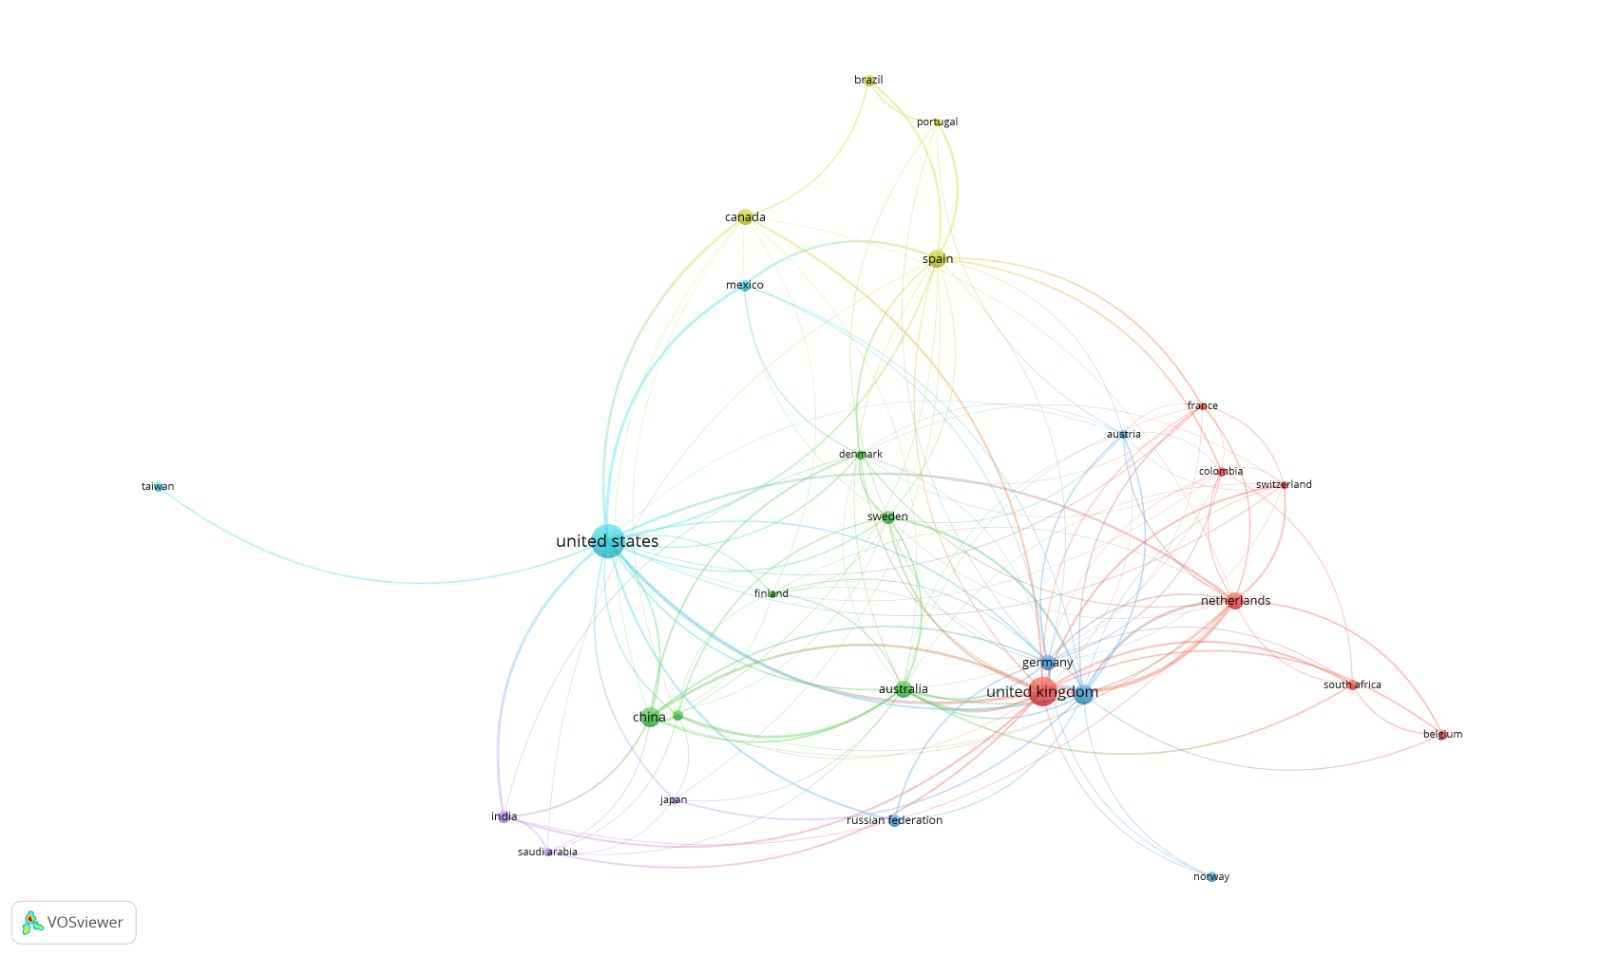 brazil
portugal
canada
spain
mexico
france
austria
denmark
colombia
switzerland
taiwan
sweden
united states
finland
netherlands
germany
south africa
australia
united kingdom
china
belgium
japan
india
russian federation
saudi arabia
norway
VOSviewer